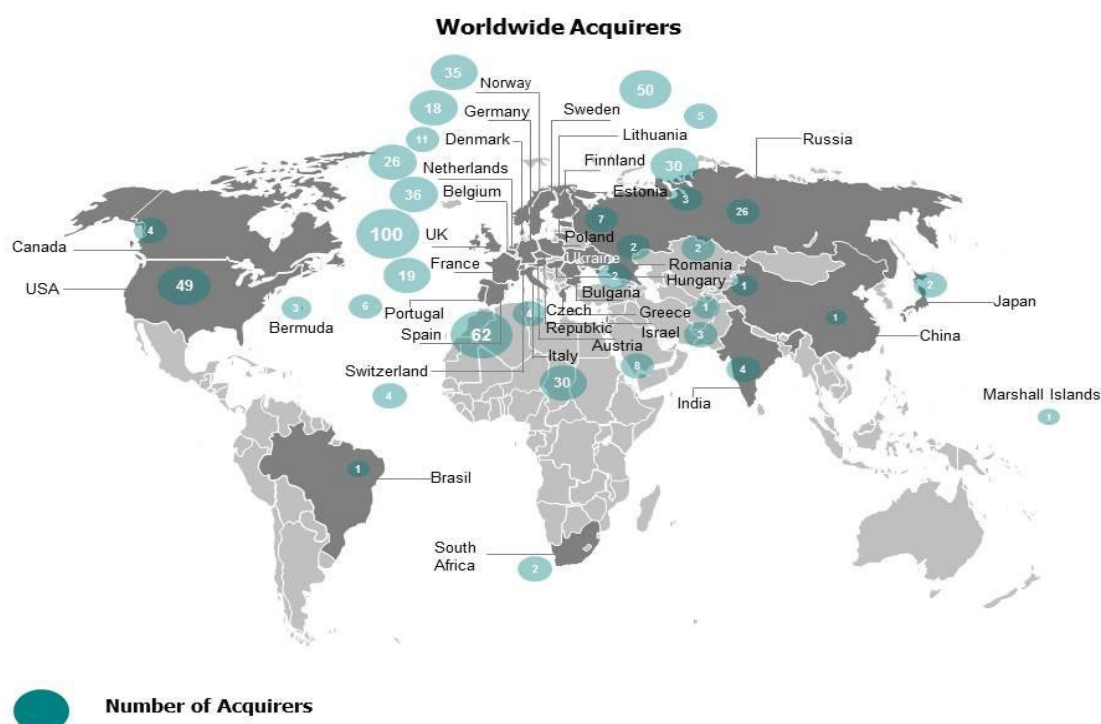 Worldwide Acquirers
35
Norway
50
18
Germany
Sweden
5
11
Denmark
Lithuania
Russia
26
Netherlands
Finnland
30
36
Belgium
Estonia
3
7
26
4
100
UK
Poland
2
2
Canada
France
Ukraine
Romania
19
Hungary
2
USA
49
Bulgaria
1
2
3
Bermuda
6
Portugal
4
Czech
Greece
1
Japan
Spain
62
Republic
Israel
3
1
China
Austria
Switzerland
Italy
8
4
30
4
India
Marshall Islands
1
1
Brasil
South
Africa
2
Number of Acquirers